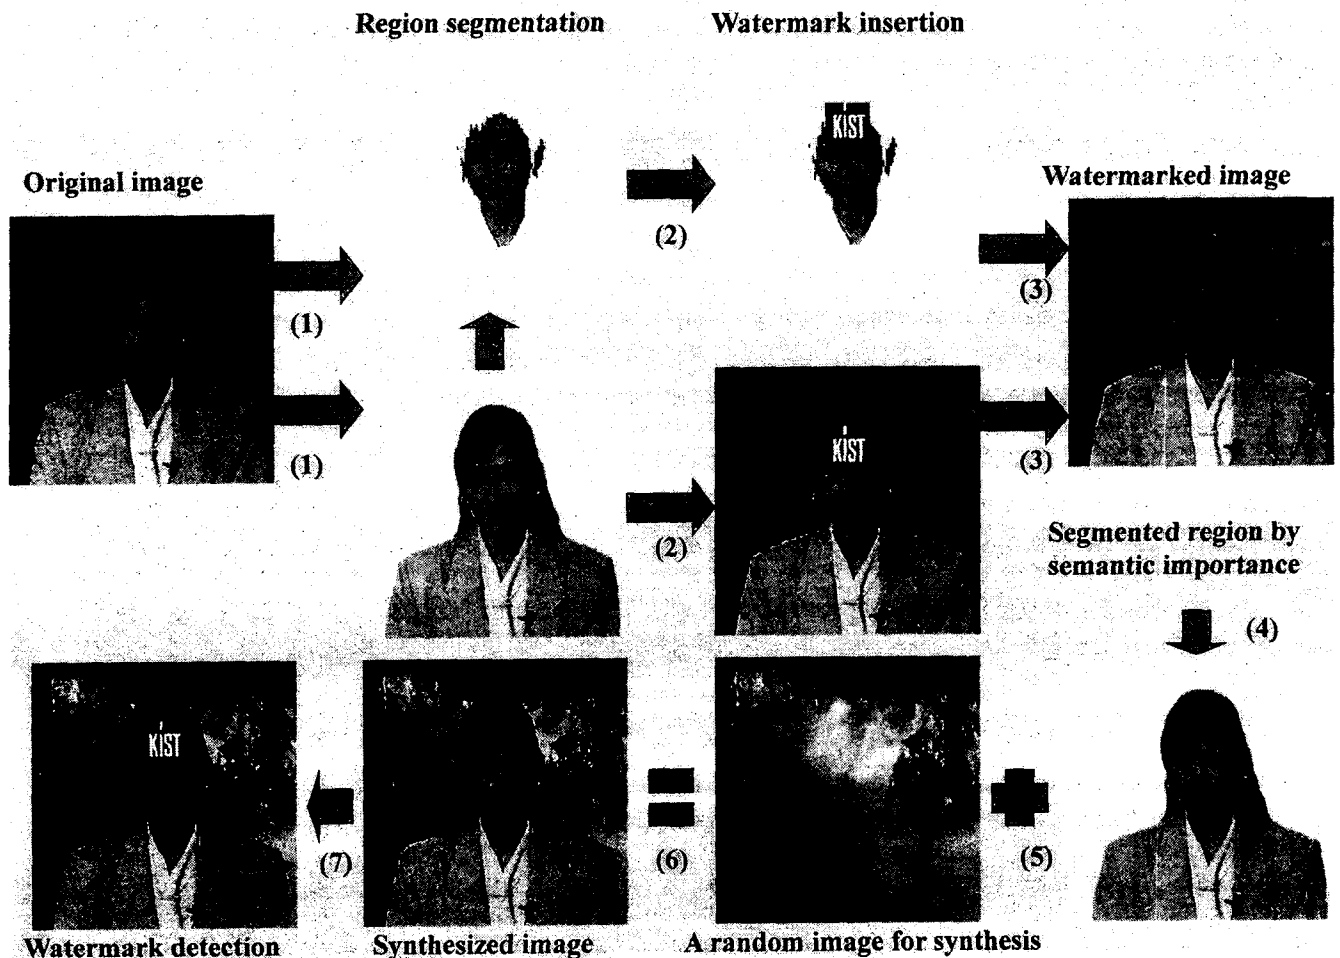 Region segmentation
Watermark insertion
KiST
Original image
Watermarked image
(2)
(3)
(1)
KiST
(1)
(3)
(2)
Segmented region by
semantic importance
(4)
KiST
(7)
(6)
(5)
Watermark detection
Synthesized image
A random image for synthesis